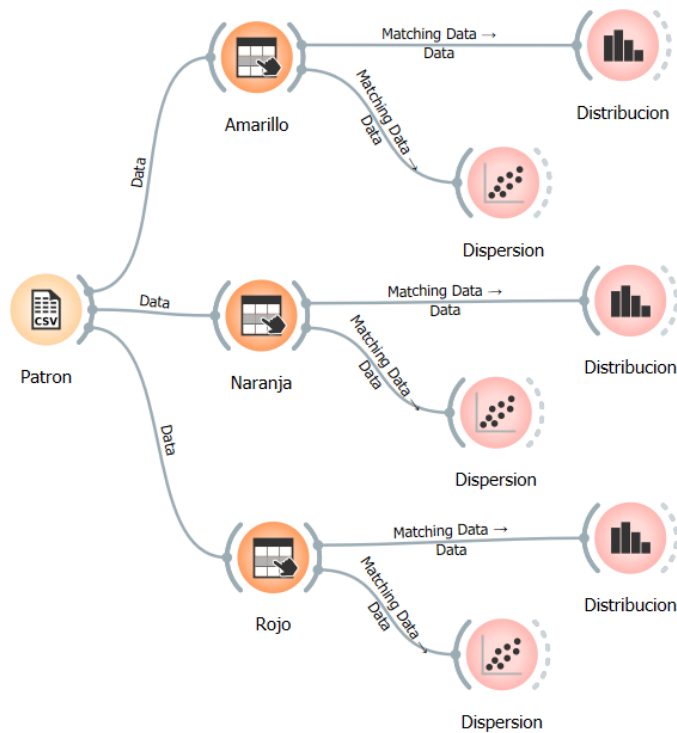 Matching Data →
Data
Distribucion
Amarillo
Matching Data →
Data
Data
Dispersion
CSV
Patron
Data
Matching Data →
Data
Distribucion
Naranja
Matching Data →
Data
Dispersion
Data
Matching Data →
Data
Distribucion
Rojo
Matching Data →
Data
Dispersion